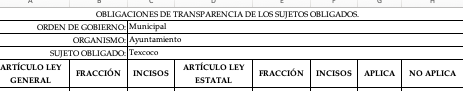 A B C D E F G H
OBLIGACIONES DE TRANSPARENCIA DE LOS SUJETOS OBLIGADOS.
ORDEN DE GOBIERNO: Municipal
ORGANISMO: Ayuntamiento
SUJETO OBLIGADO: Texcoco
ARTÍCULO LEY GENERAL FRACCIÓN INCISOS ARTÍCULO LEY ESTATAL FRACCIÓN INCISOS APLICA NO APLICA